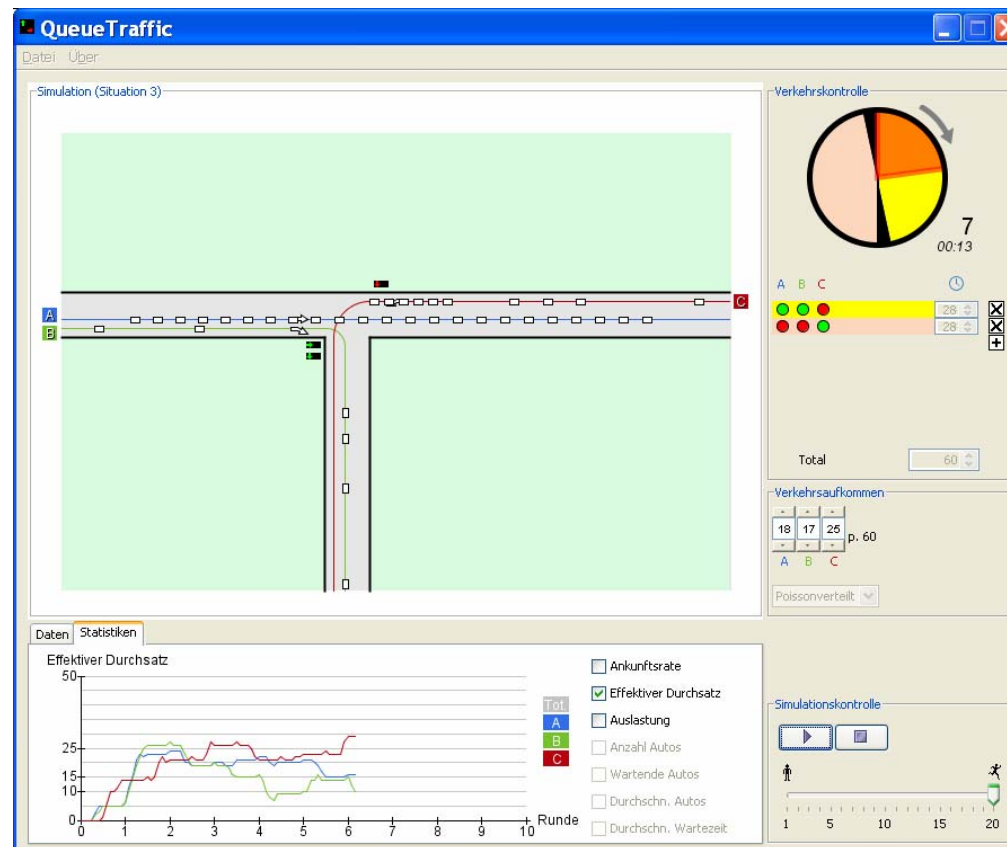 QueueTraffic
Datei Über
Simulation (Situation 3)
A
B
C
Verkehrskontrolle
7
00:13
A B C
28
28
Total 60
Verkehrsaufkommen
18 17 25 p. 60
A B C
Poissonverteilt
Daten Statistiken
Effektiver Durchsatz
50
25
15
10
0
0 1 2 3 4 5 6 7 8 9 10 Runde
Tot.
A
B
C
Ankunftsrate
Effektiver Durchsatz
Auslastung
Anzahl Autos
Wartende Autos
Durchschn. Autos
Durchschn. Wartezeit
Simulationskontrolle
1 5 10 15 20